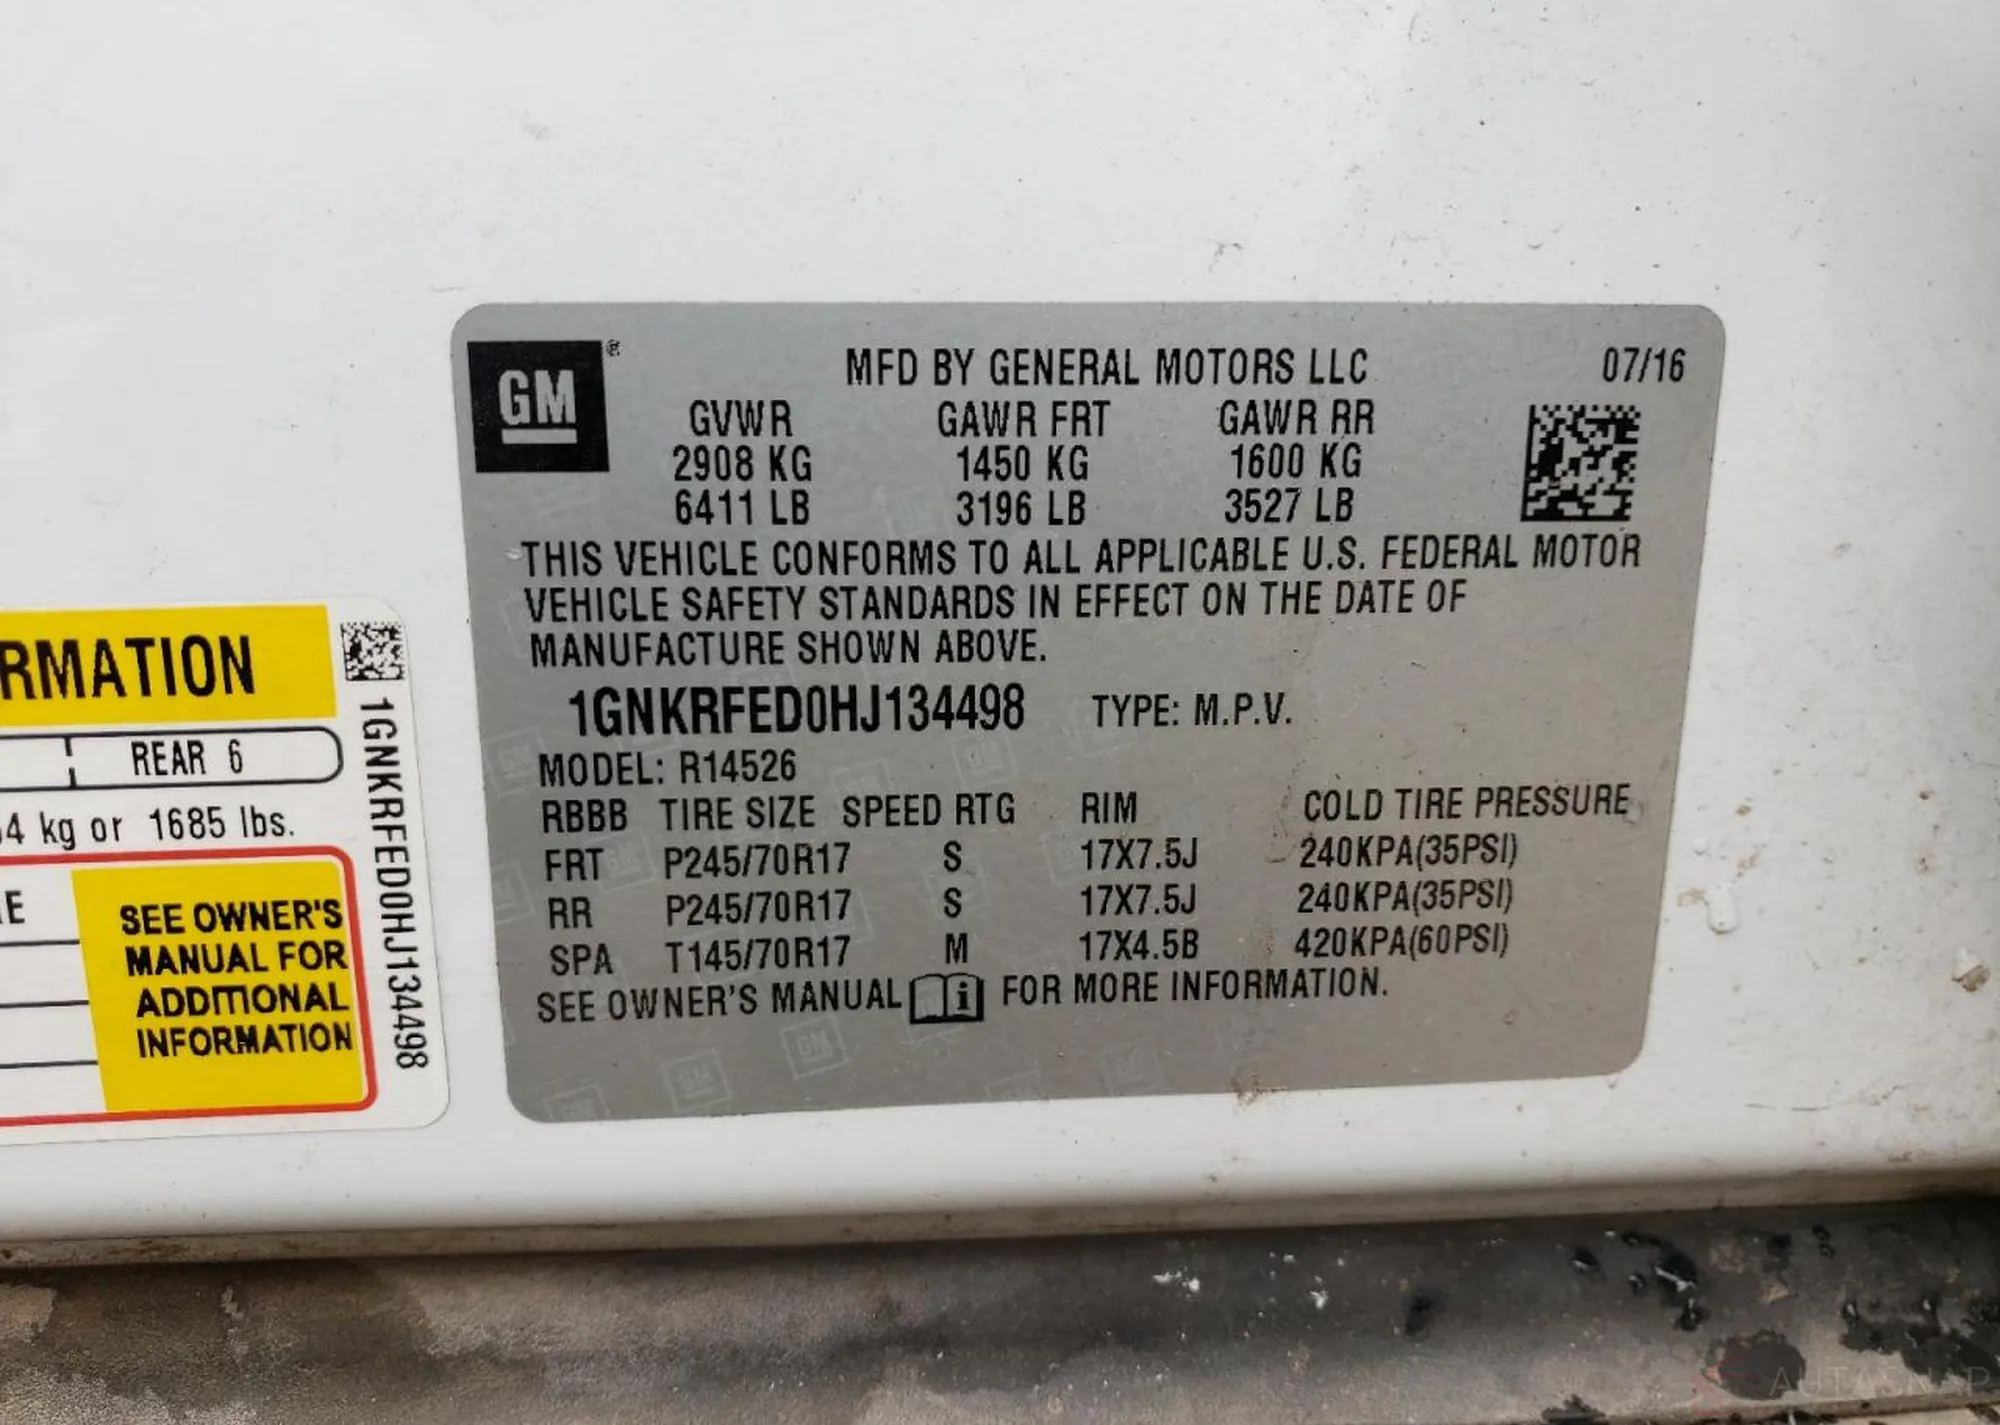 GM ®
MFD BY GENERAL MOTORS LLC 07/16
GVWR GAWR FRT GAWR RR
2908 KG 1450 KG 1600 KG
6411 LB 3196 LB 3527 LB
THIS VEHICLE CONFORMS TO ALL APPLICABLE U.S. FEDERAL MOTOR
VEHICLE SAFETY STANDARDS IN EFFECT ON THE DATE OF
MANUFACTURE SHOWN ABOVE.
1GNKRFED0HJ134498 TYPE: M.P.V.
MODEL: R14526
RBBB TIRE SIZE SPEED RTG RIM COLD TIRE PRESSURE
FRT P245/70R17 S 17X7.5J 240KPA(35PSI)
RR P245/70R17 S 17X7.5J 240KPA(35PSI)
SPA T145/70R17 M 17X4.5B 420KPA(60PSI)
SEE OWNER'S MANUAL i FOR MORE INFORMATION.
RMATION
REAR 6
4 kg or 1685 lbs.
E
SEE OWNER'S
MANUAL FOR
ADDITIONAL
INFORMATION
1GNKRFED0HJ134498
AUTASNAP